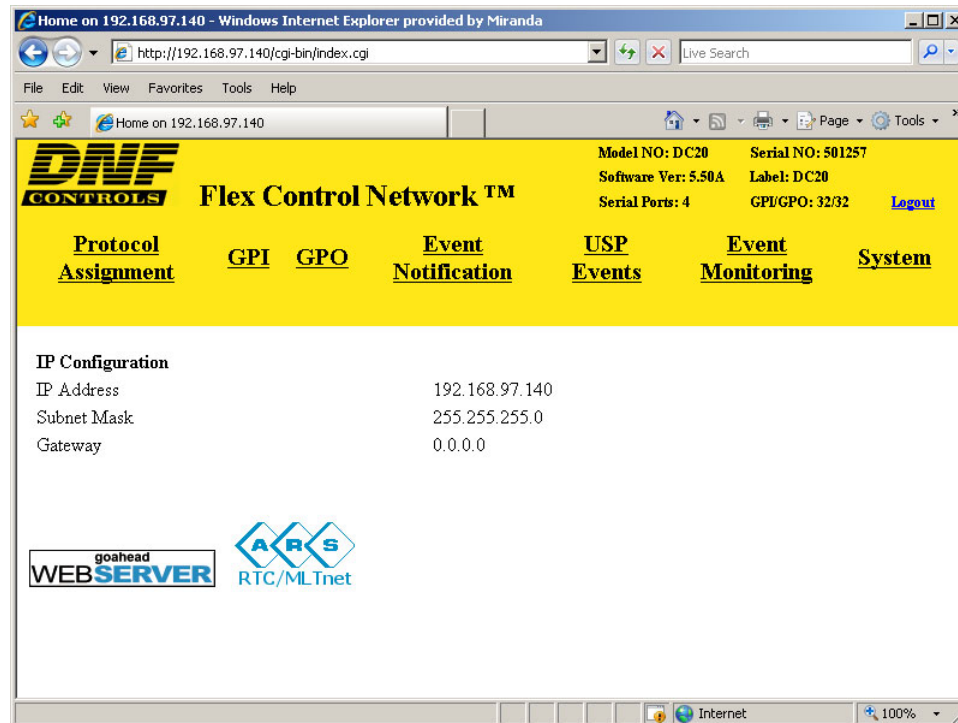 Home on 192.168.97.140 - Windows Internet Explorer provided by Miranda
http://192.168.97.140/cgi-bin/index.cgi
Live Search
File Edit View Favorites Tools Help
Home on 192.168.97.140
Page Tools
DNF
CONTROLS
Flex Control Network ™
Model NO: DC20 Serial NO: 501257
Software Ver: 5.50A Label: DC20
Serial Ports: 4 GPI/GPO: 32/32 Logout
Protocol Assignment GPI GPO Event Notification USP Events Event Monitoring System
IP Configuration
IP Address 192.168.97.140
Subnet Mask 255.255.255.0
Gateway 0.0.0.0
goahead
WEBSERVER
ARS
RTC/MLTnet
Internet 100%